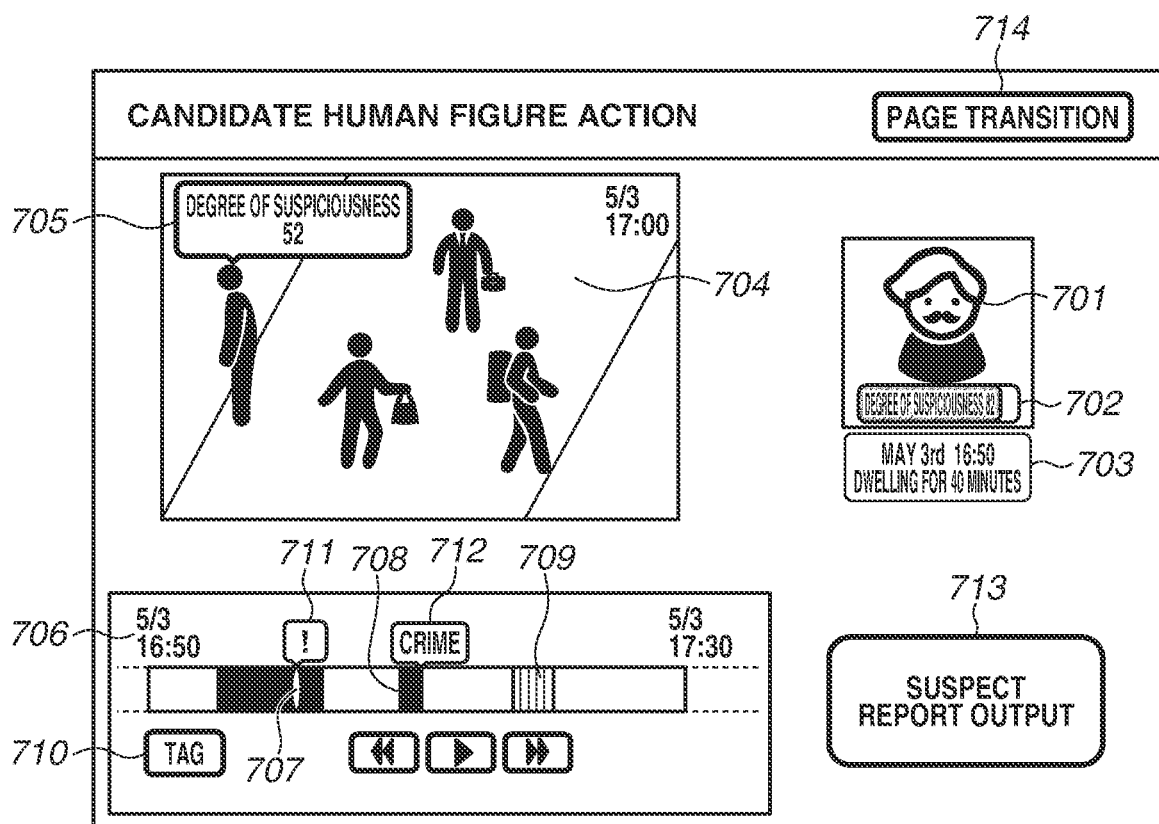 714
CANDIDATE HUMAN FIGURE ACTION
PAGE TRANSITION
705
DEGREE OF SUSPICIOUSNESS
52
5/3
17:00
704
701
DEGREE OF SUSPICIOUSNESS 82
702
MAY 3rd 16:50
DWELLING FOR 40 MINUTES
703
711
708
712
709
713
706
5/3
16:50
!
CRIME
5/3
17:30
SUSPECT
REPORT OUTPUT
710
TAG
707